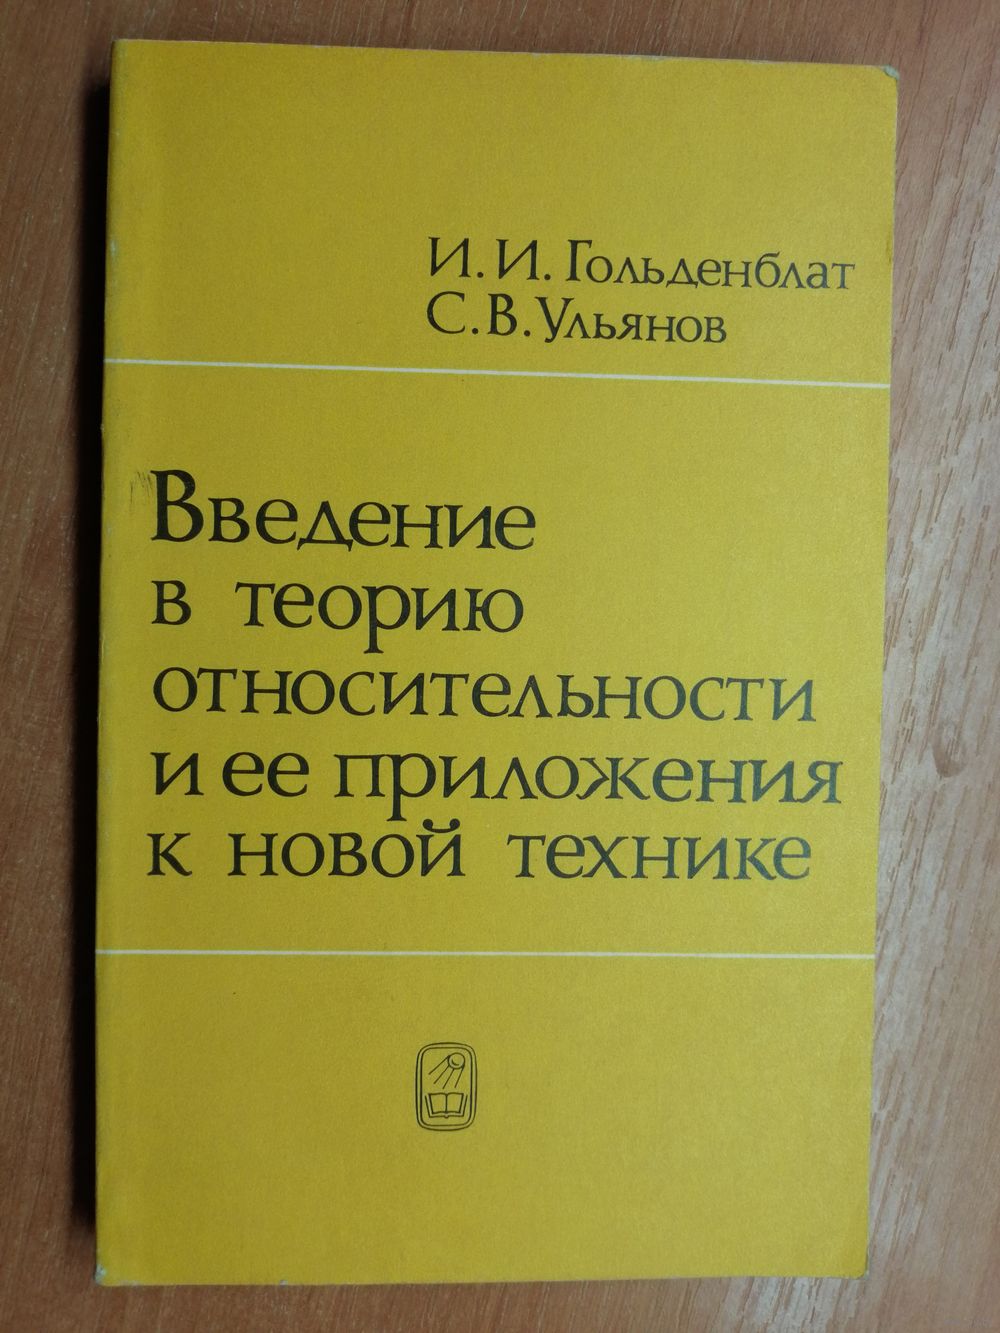 И. И. Гольденблат
С. В. Ульянов
Введение
в теорию
относительности
и ее приложения
к новой технике